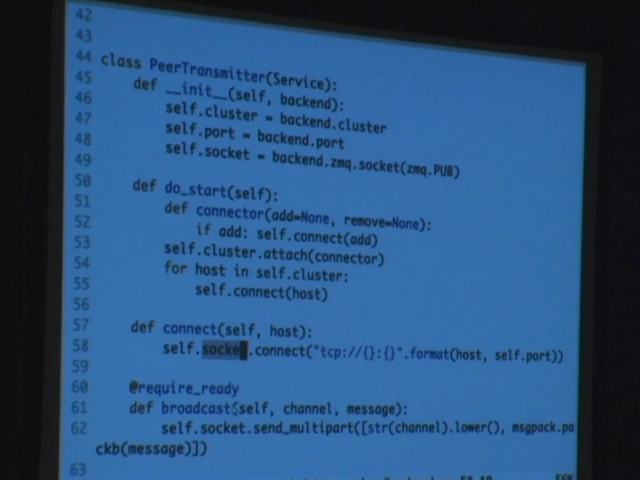 42
43
44 class PeerTransmitter(Service):
45     def __init__(self, backend):
46         self.cluster = backend.cluster
47         self.port = backend.port
48         self.socket = backend.zmq.socket(zmq.PUB)
49
50     def do_start(self):
51         def connector(add=None, remove=None):
52             if add: self.connect(add)
53         self.cluster.attach(connector)
54         for host in self.cluster:
55             self.connect(host)
56
57     def connect(self, host):
58         self.socke .connect("tcp://{}:{}".format(host, self.port))
59
60     @require_ready
61     def broadcast(self, channel, message):
62         self.socket.send_multipart([str(channel).lower(), msgpack.pa
ckb(message)])
63